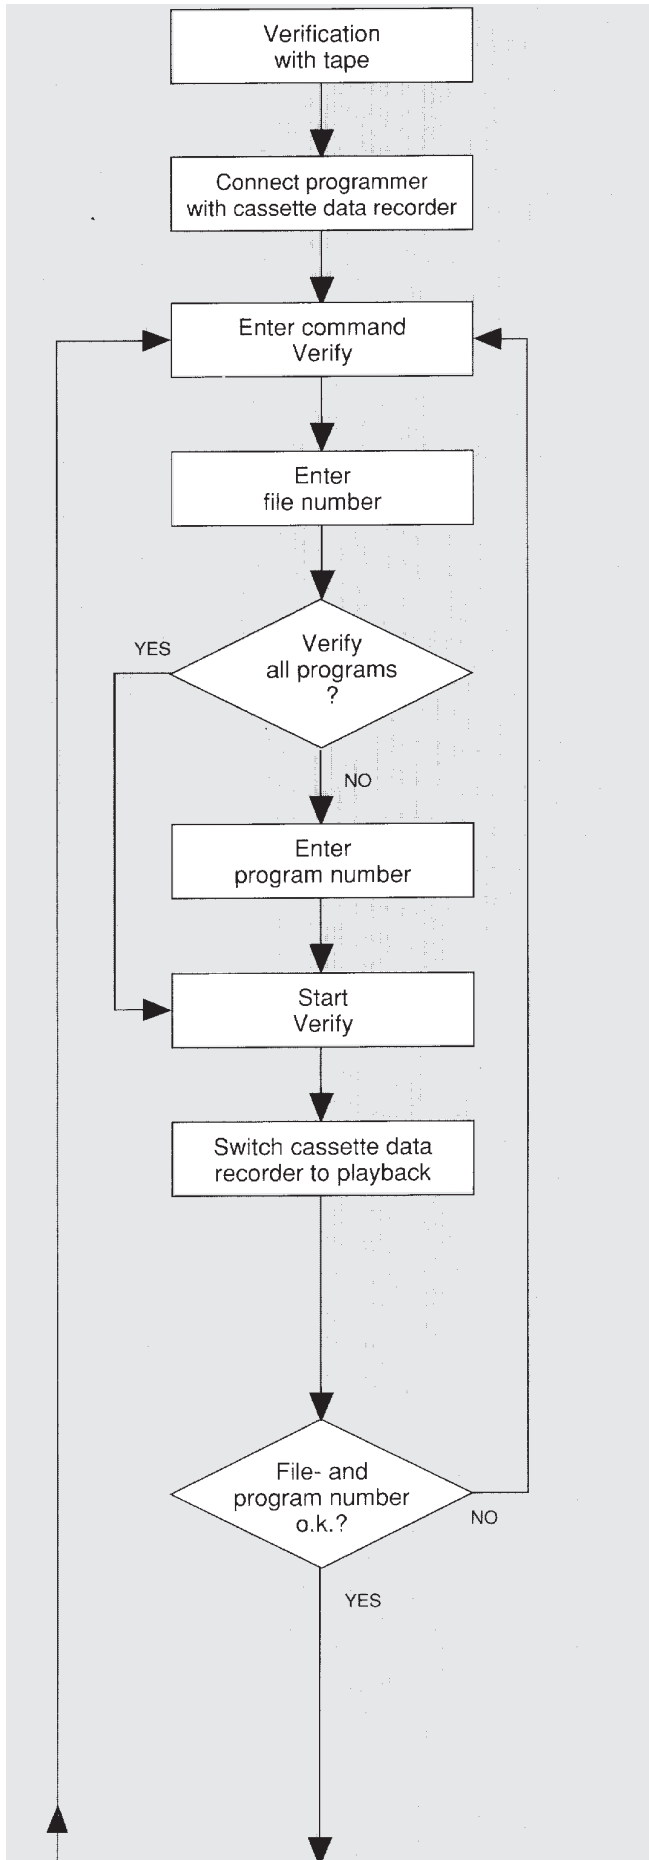 Verification
with tape
Connect programmer
with cassette data recorder
Enter command
Verify
Enter
file number
Verify
all programs
?
YES
NO
Enter
program number
Start
Verify
Switch cassette data
recorder to playback
File- and
program number
o.k.?
NO
YES